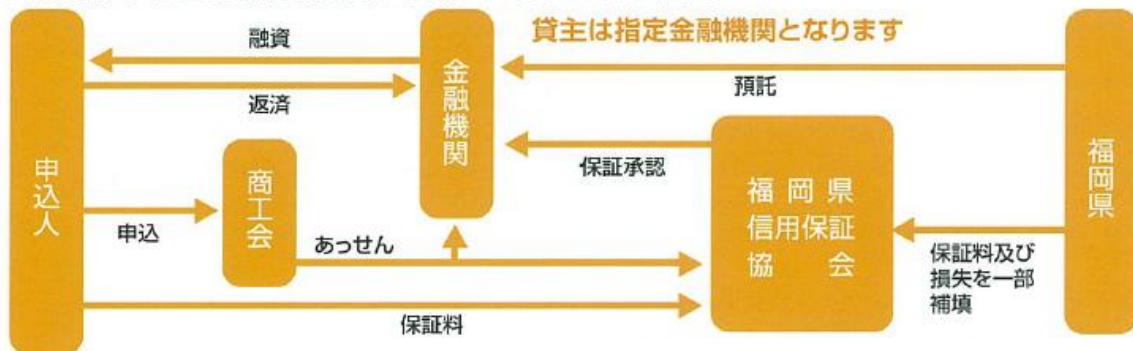 貸主は指定金融機関となります
融資
返済
金融機関
預託
申込人
商工会
申込
あっせん
保証承認
福岡県
信用保証
協会
福岡県
保証料及び
損失を一部
補填
保証料